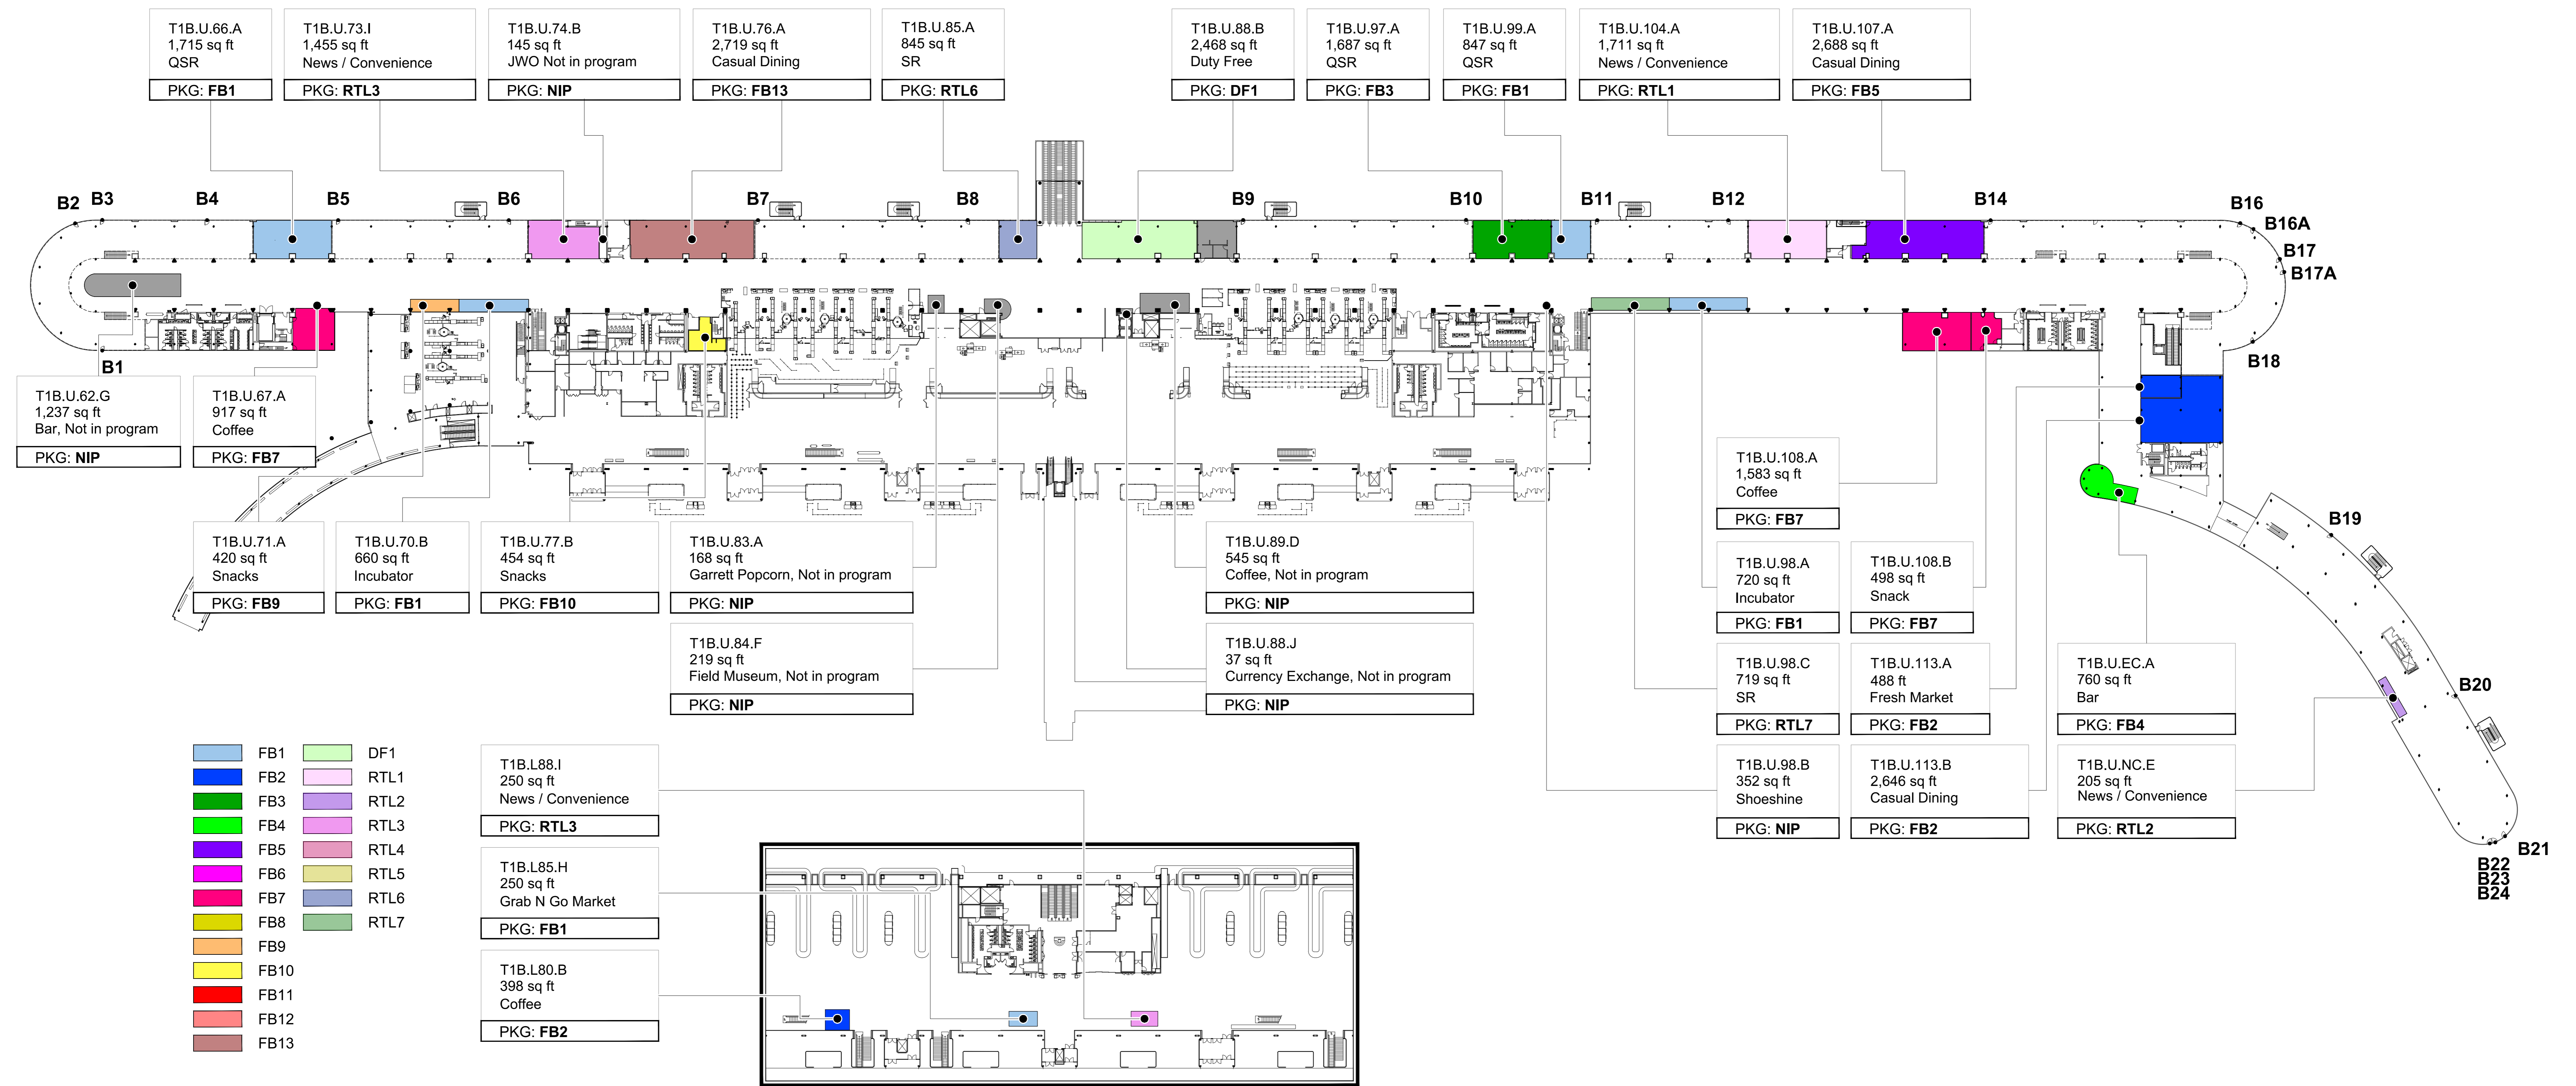 T1B.U.66.A
1,715 sq ft
QSR
PKG: FB1
T1B.U.73.I
1,455 sq ft
News / Convenience
PKG: RTL3
T1B.U.74.B
145 sq ft
JWO Not in program
PKG: NIP
T1B.U.76.A
2,719 sq ft
Casual Dining
PKG: FB13
T1B.U.85.A
845 sq ft
SR
PKG: RTL6
T1B.U.88.B
2,468 sq ft
Duty Free
PKG: DF1
T1B.U.97.A
1,687 sq ft
QSR
PKG: FB3
T1B.U.99.A
847 sq ft
QSR
PKG: FB1
T1B.U.104.A
1,711 sq ft
News / Convenience
PKG: RTL1
T1B.U.107.A
2,688 sq ft
Casual Dining
PKG: FB5
B2
B3
B4
B5
B6
B7
B8
B9
B10
B11
B12
B14
B16
B16A
B17
B17A
B18
B1
T1B.U.62.G
1,237 sq ft
Bar, Not in program
PKG: NIP
T1B.U.67.A
917 sq ft
Coffee
PKG: FB7
T1B.U.108.A
1,583 sq ft
Coffee
PKG: FB7
B19
T1B.U.71.A
420 sq ft
Snacks
PKG: FB9
T1B.U.70.B
660 sq ft
Incubator
PKG: FB1
T1B.U.77.B
454 sq ft
Snacks
PKG: FB10
T1B.U.83.A
168 sq ft
Garrett Popcorn, Not in program
PKG: NIP
T1B.U.89.D
545 sq ft
Coffee, Not in program
PKG: NIP
T1B.U.98.A
720 sq ft
Incubator
PKG: FB1
T1B.U.108.B
498 sq ft
Snack
PKG: FB7
T1B.U.84.F
219 sq ft
Field Museum, Not in program
PKG: NIP
T1B.U.88.J
37 sq ft
Currency Exchange, Not in program
PKG: NIP
T1B.U.98.C
719 sq ft
SR
PKG: RTL7
T1B.U.113.A
488 sq ft
Fresh Market
PKG: FB2
T1B.U.EC.A
760 sq ft
Bar
PKG: FB4
B20
T1B.U.98.B
352 sq ft
Shoeshine
PKG: NIP
T1B.U.113.B
2,646 sq ft
Casual Dining
PKG: FB2
T1B.U.NC.E
205 sq ft
News / Convenience
PKG: RTL2
B21
B22
B23
B24
FB1
FB2
FB3
FB4
FB5
FB6
FB7
FB8
FB9
FB10
FB11
FB12
FB13
DF1
RTL1
RTL2
RTL3
RTL4
RTL5
RTL6
RTL7
T1B.L88.I
250 sq ft
News / Convenience
PKG: RTL3
T1B.L85.H
250 sq ft
Grab N Go Market
PKG: FB1
T1B.L80.B
398 sq ft
Coffee
PKG: FB2